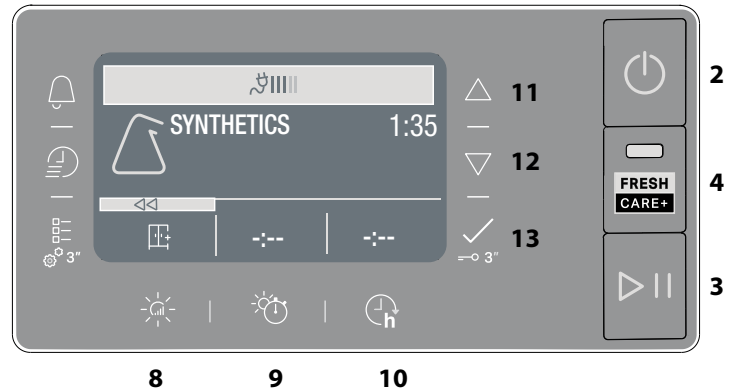 2
11
SYNTHETICS 1:35
12
FRESH
CARE+
4
-:-- -:--
3"
13
3"
3
h
8 9 10